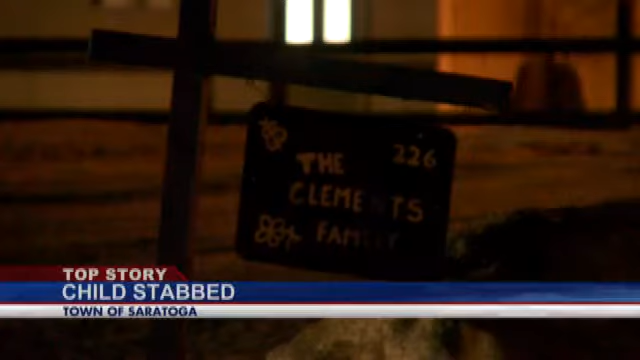 226
THE
CLEMENTS
FAMILY
TOP STORY
CHILD STABBED
TOWN OF SARATOGA